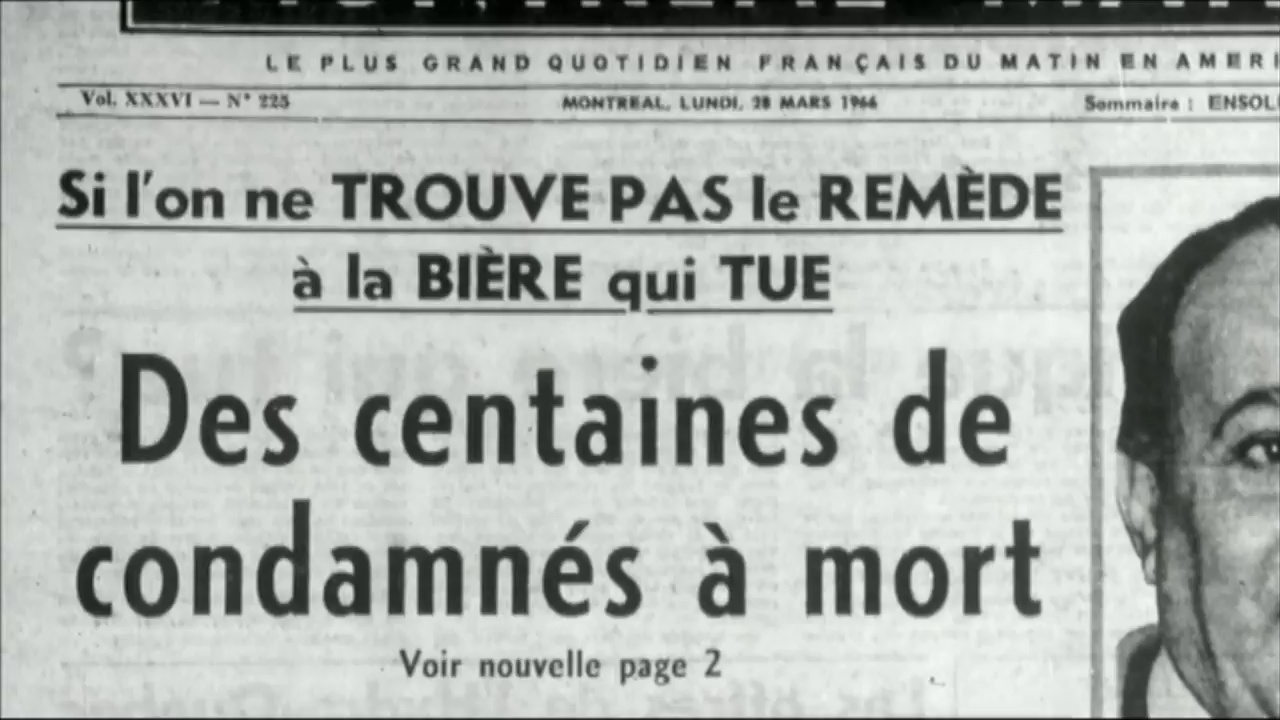 LE PLUS GRAND QUOTIDIEN FRANÇAIS DU MATIN EN AMERI
Vol. XXXVI — N° 225 MONTREAL, LUNDI, 28 MARS 1966 Sommaire : ENSOL
Si l'on ne TROUVE PAS le REMÈDE
à la BIÈRE qui TUE
Des centaines de
condamnés à mort
Voir nouvelle page 2